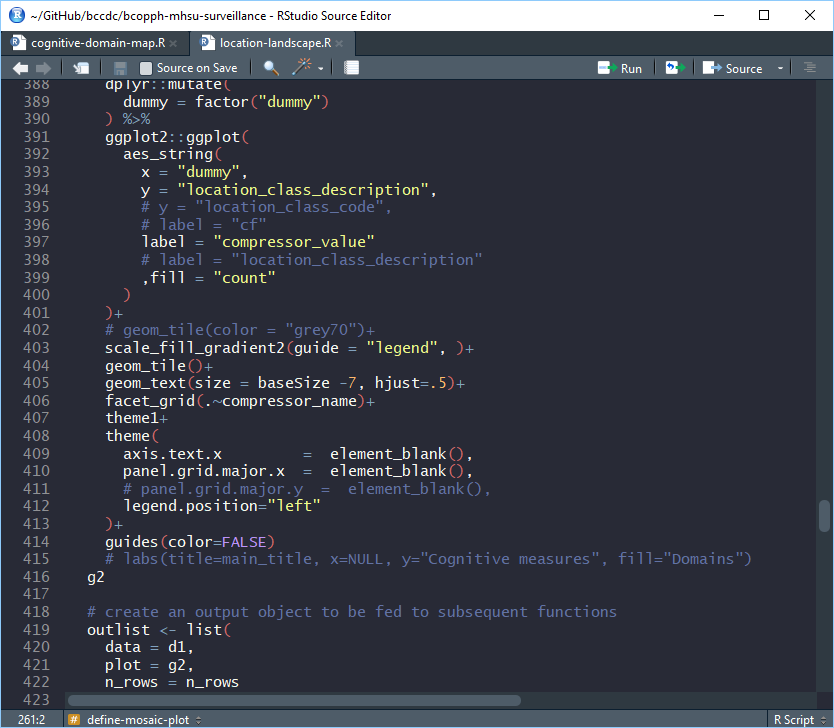 ~/GitHub/bccdc/bcopph-mhsu-surveillance - RStudio Source Editor
cognitive-domain-map.R × location-landscape.R ×
Source on Save Run Source
388 dplyr::mutate(
389 dummy = factor("dummy")
390 ) %>%
391 ggplot2::ggplot(
392 aes_string(
393 x = "dummy",
394 y = "location_class_description",
395 # y = "location_class_code",
396 # label = "cf"
397 label = "compressor_value"
398 # label = "location_class_description"
399 ,fill = "count"
400 )
401 )+
402 # geom_tile(color = "grey70")+
403 scale_fill_gradient2(guide = "legend", )+
404 geom_tile()+
405 geom_text(size = baseSize -7, hjust=.5)+
406 facet_grid(.~compressor_name)+
407 theme1+
408 theme(
409 axis.text.x         =  element_blank(),
410 panel.grid.major.x  =  element_blank(),
411 # panel.grid.major.y  =  element_blank(),
412 legend.position="left"
413 )+
414 guides(color=FALSE)
415 # labs(title=main_title, x=NULL, y="Cognitive measures", fill="Domains")
416 g2
417
418 # create an output object to be fed to subsequent functions
419 outlist <- list(
420 data = d1,
421 plot = g2,
422 n_rows = n_rows
423
261:2 # define-mosaic-plot R Script